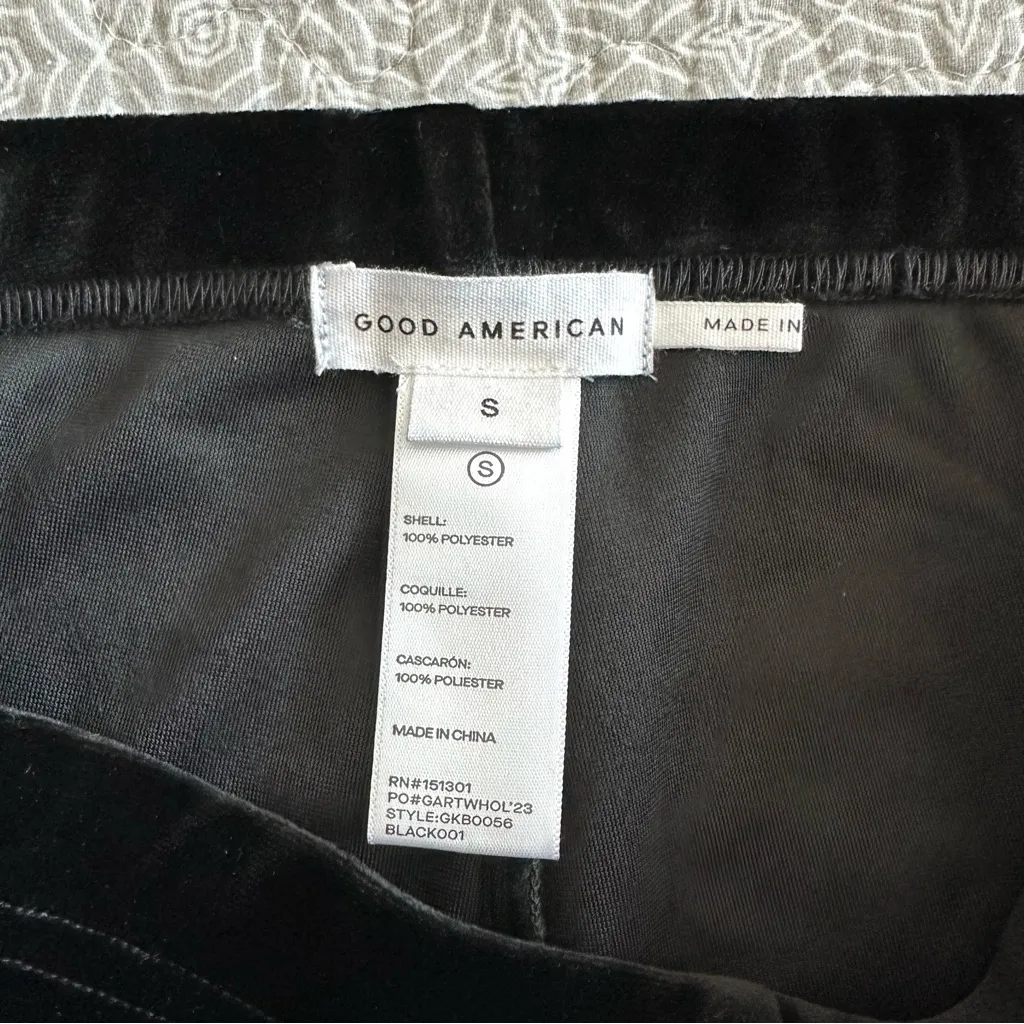 GOOD AMERICAN
MADE IN
S
S
SHELL:
100% POLYESTER
COQUILLE:
100% POLYESTER
CASCARÓN:
100% POLIESTER
MADE IN CHINA
RN#151301
PO#GARTWHOL'23
STYLE:GKB0056
BLACK001